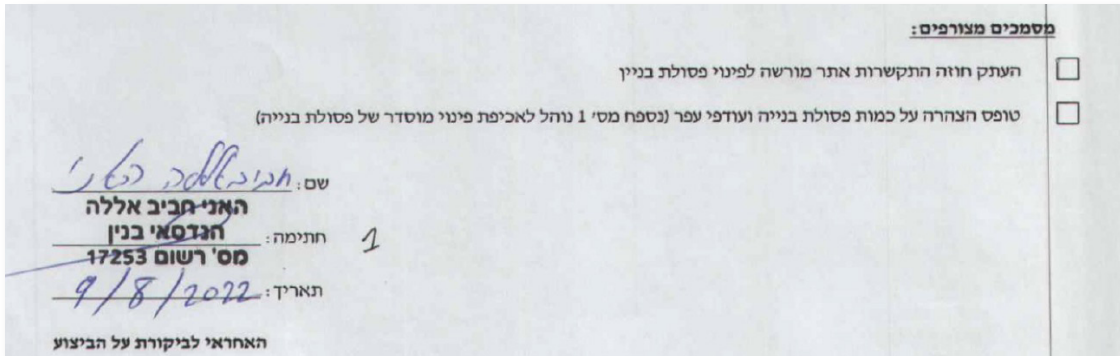 מסמכים מצורפים:
העתק חוזה התקשרות אתר מורשה לפינוי פסולת בניין
טופס הצהרה על כמות פסולת בנייה ועודפי עפר (נספח מס׳ 1 נוהל לאכיפת פינוי מוסדר של פסולת בנייה)
שם: חביבאללה האני
האני חביב אללה
הנדסאי בנין
חתימה: 1
מס' רשום 17253
תאריך: 9/8/2022
האחראי לביקורת על הביצוע